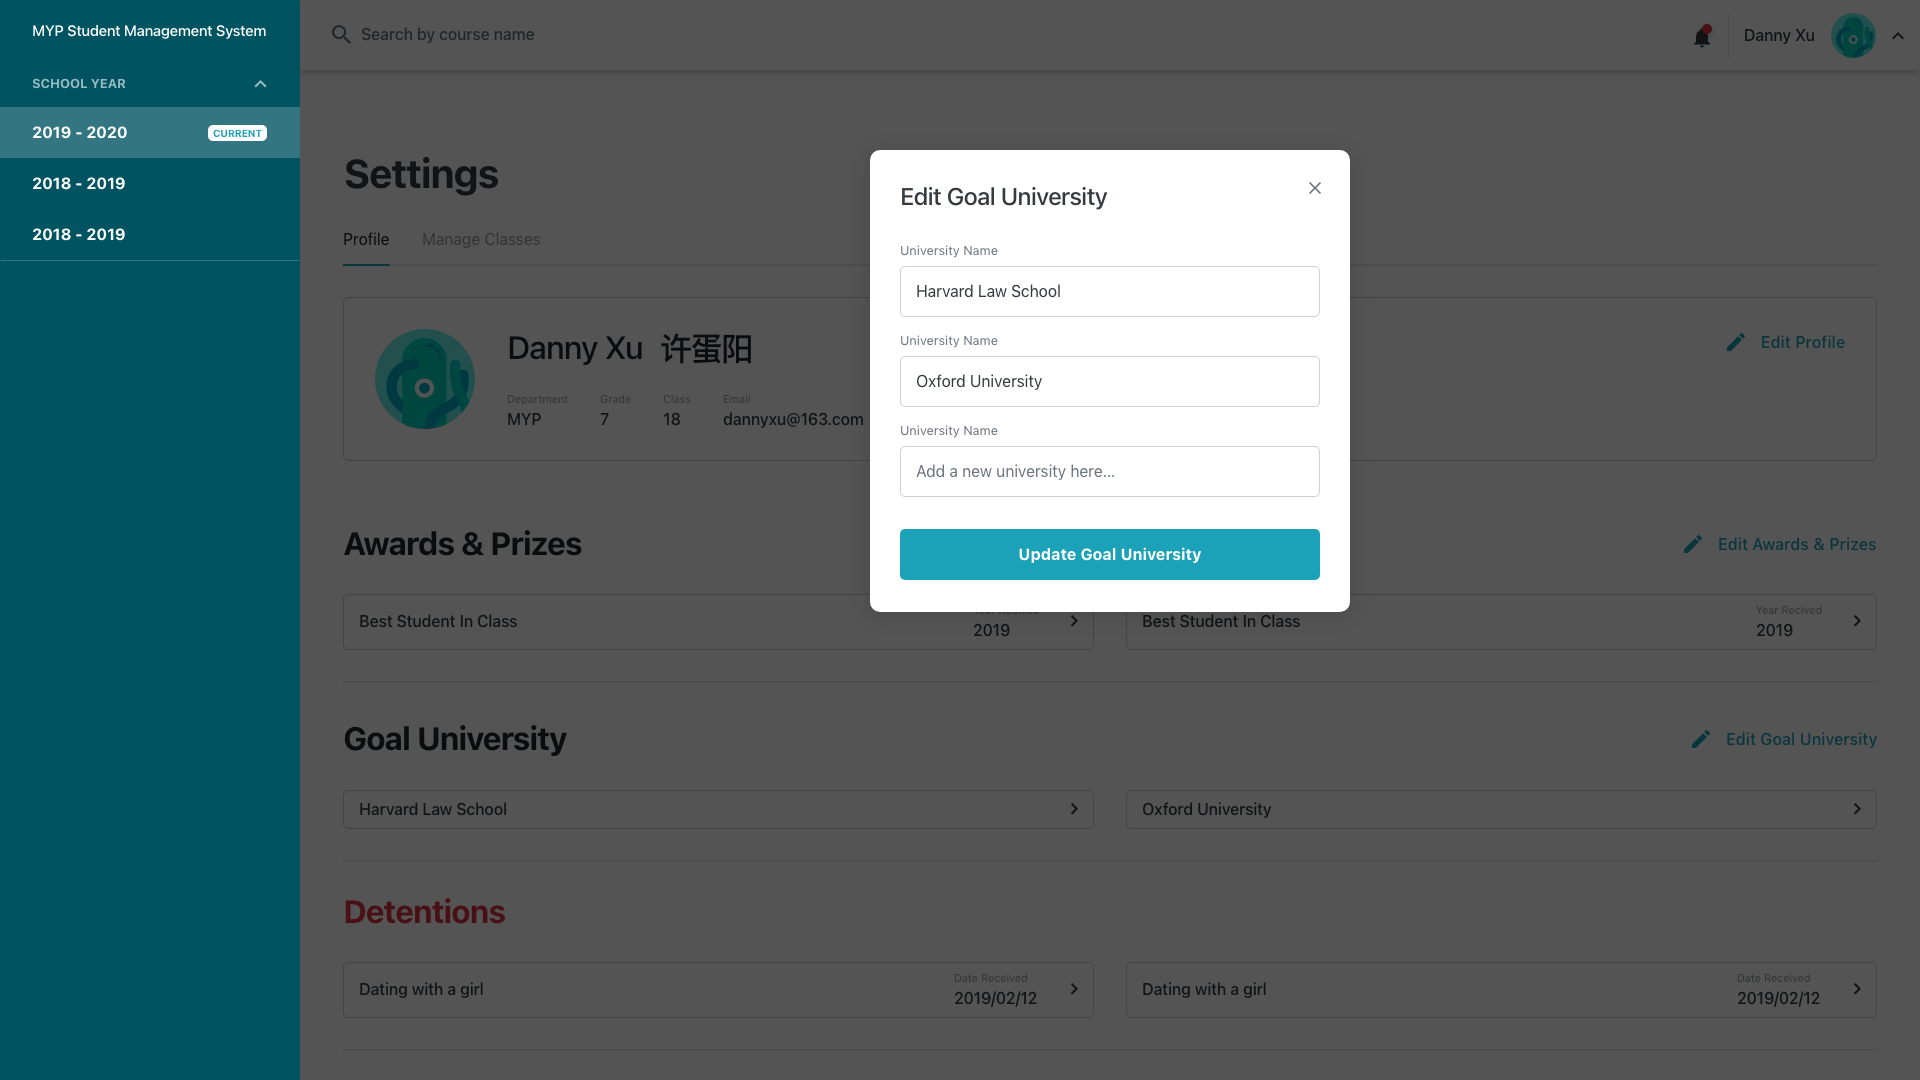 MYP Student Management System
SCHOOL YEAR
2019 - 2020 CURRENT
2018 - 2019
2018 - 2019
Search by course name
Danny Xu
Settings
Profile Manage Classes
Danny Xu 许蛋阳
Edit Profile
Department Grade Class Email
MYP 7 18 dannyxu@163.com
Edit Goal University
University Name
Harvard Law School
University Name
Oxford University
University Name
Add a new university here...
Update Goal University
Awards & Prizes
Edit Awards & Prizes
Best Student In Class
2019
Best Student In Class
Year Recived
2019
Goal University
Edit Goal University
Harvard Law School
Oxford University
Detentions
Dating with a girl
Date Received
2019/02/12
Dating with a girl
Date Received
2019/02/12